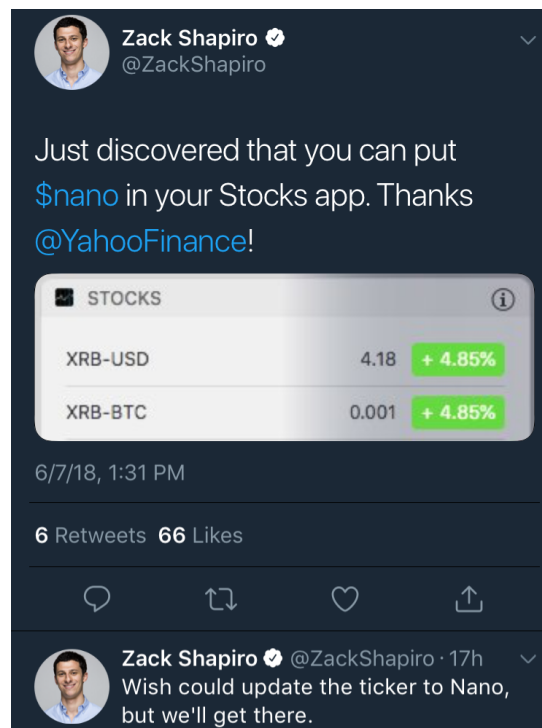 Zack Shapiro
@ZackShapiro
Just discovered that you can put
$nano in your Stocks app. Thanks
@YahooFinance!
STOCKS
XRB-USD 4.18 + 4.85%
XRB-BTC 0.001 + 4.85%
6/7/18, 1:31 PM
6 Retweets 66 Likes
Zack Shapiro @ZackShapiro · 17h
Wish could update the ticker to Nano,
but we'll get there.